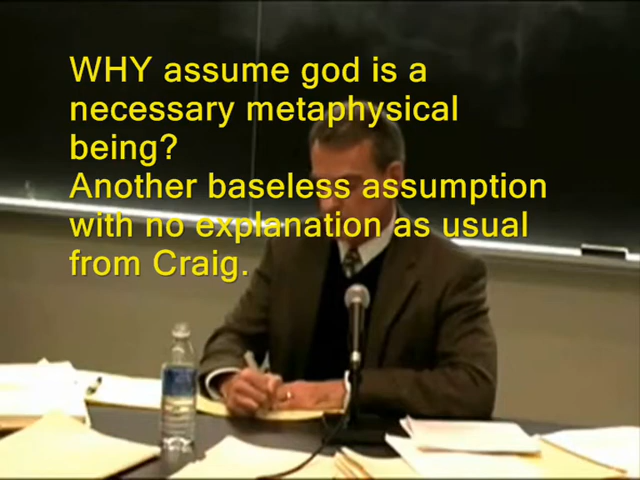 WHY assume god is a
necessary metaphysical
being?
Another baseless assumption
with no explanation as usual
from Craig.